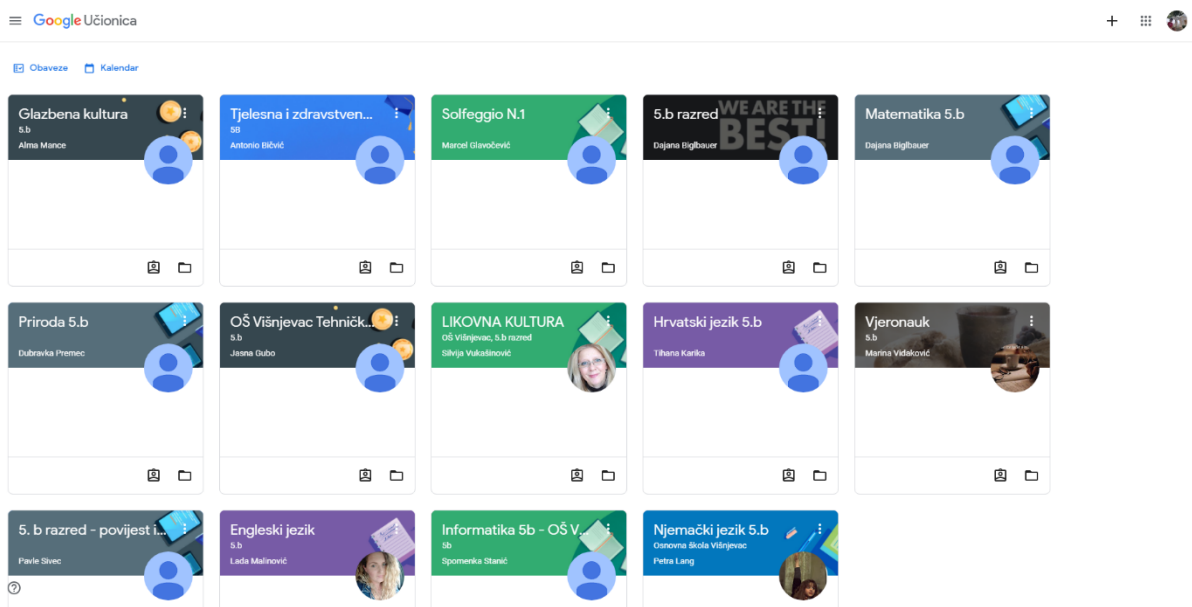 Google Učionica
Obaveze
Kalendar
Glazbena kultura
5.b
Alma Mance
Tjelesna i zdravstven...
5B
Antonio Bičvić
Solfeggio N.1
Marcel Glavočević
5.b razred
Dajana Biglbauer
WE ARE THE
BEST!
Matematika 5.b
Dajana Biglbauer
Priroda 5.b
Dubravka Premec
OŠ Višnjevac Tehničk...
5.b
Jasna Gubo
LIKOVNA KULTURA
OŠ Višnjevac, 5.b razred
Silvija Vukašinović
Hrvatski jezik 5.b
Tihana Karika
Vjeronauk
5.b
Marina Vidaković
5. b razred - povijest i...
Pavle Sivec
Engleski jezik
5.b
Lada Malinović
Informatika 5b - OŠ V...
5b
Spomenka Stanić
Njemački jezik 5.b
Osnovna škola Višnjevac
Petra Lang